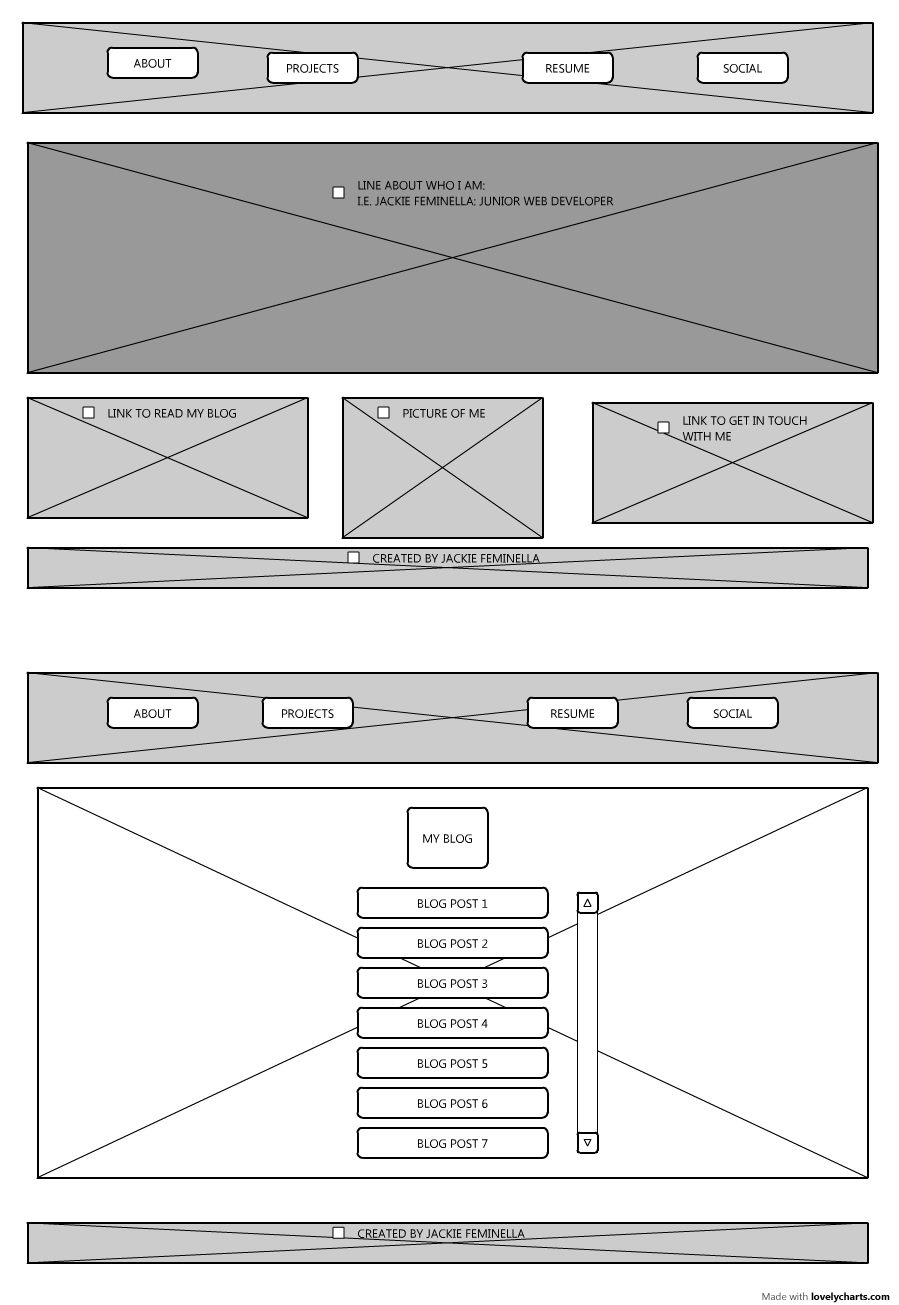 ABOUT
PROJECTS
RESUME
SOCIAL
LINE ABOUT WHO I AM:
I.E. JACKIE FEMINELLA: JUNIOR WEB DEVELOPER
LINK TO READ MY BLOG
PICTURE OF ME
LINK TO GET IN TOUCH
WITH ME
CREATED BY JACKIE FEMINELLA
ABOUT
PROJECTS
RESUME
SOCIAL
MY BLOG
BLOG POST 1
BLOG POST 2
BLOG POST 3
BLOG POST 4
BLOG POST 5
BLOG POST 6
BLOG POST 7
CREATED BY JACKIE FEMINELLA
Made with lovelycharts.com